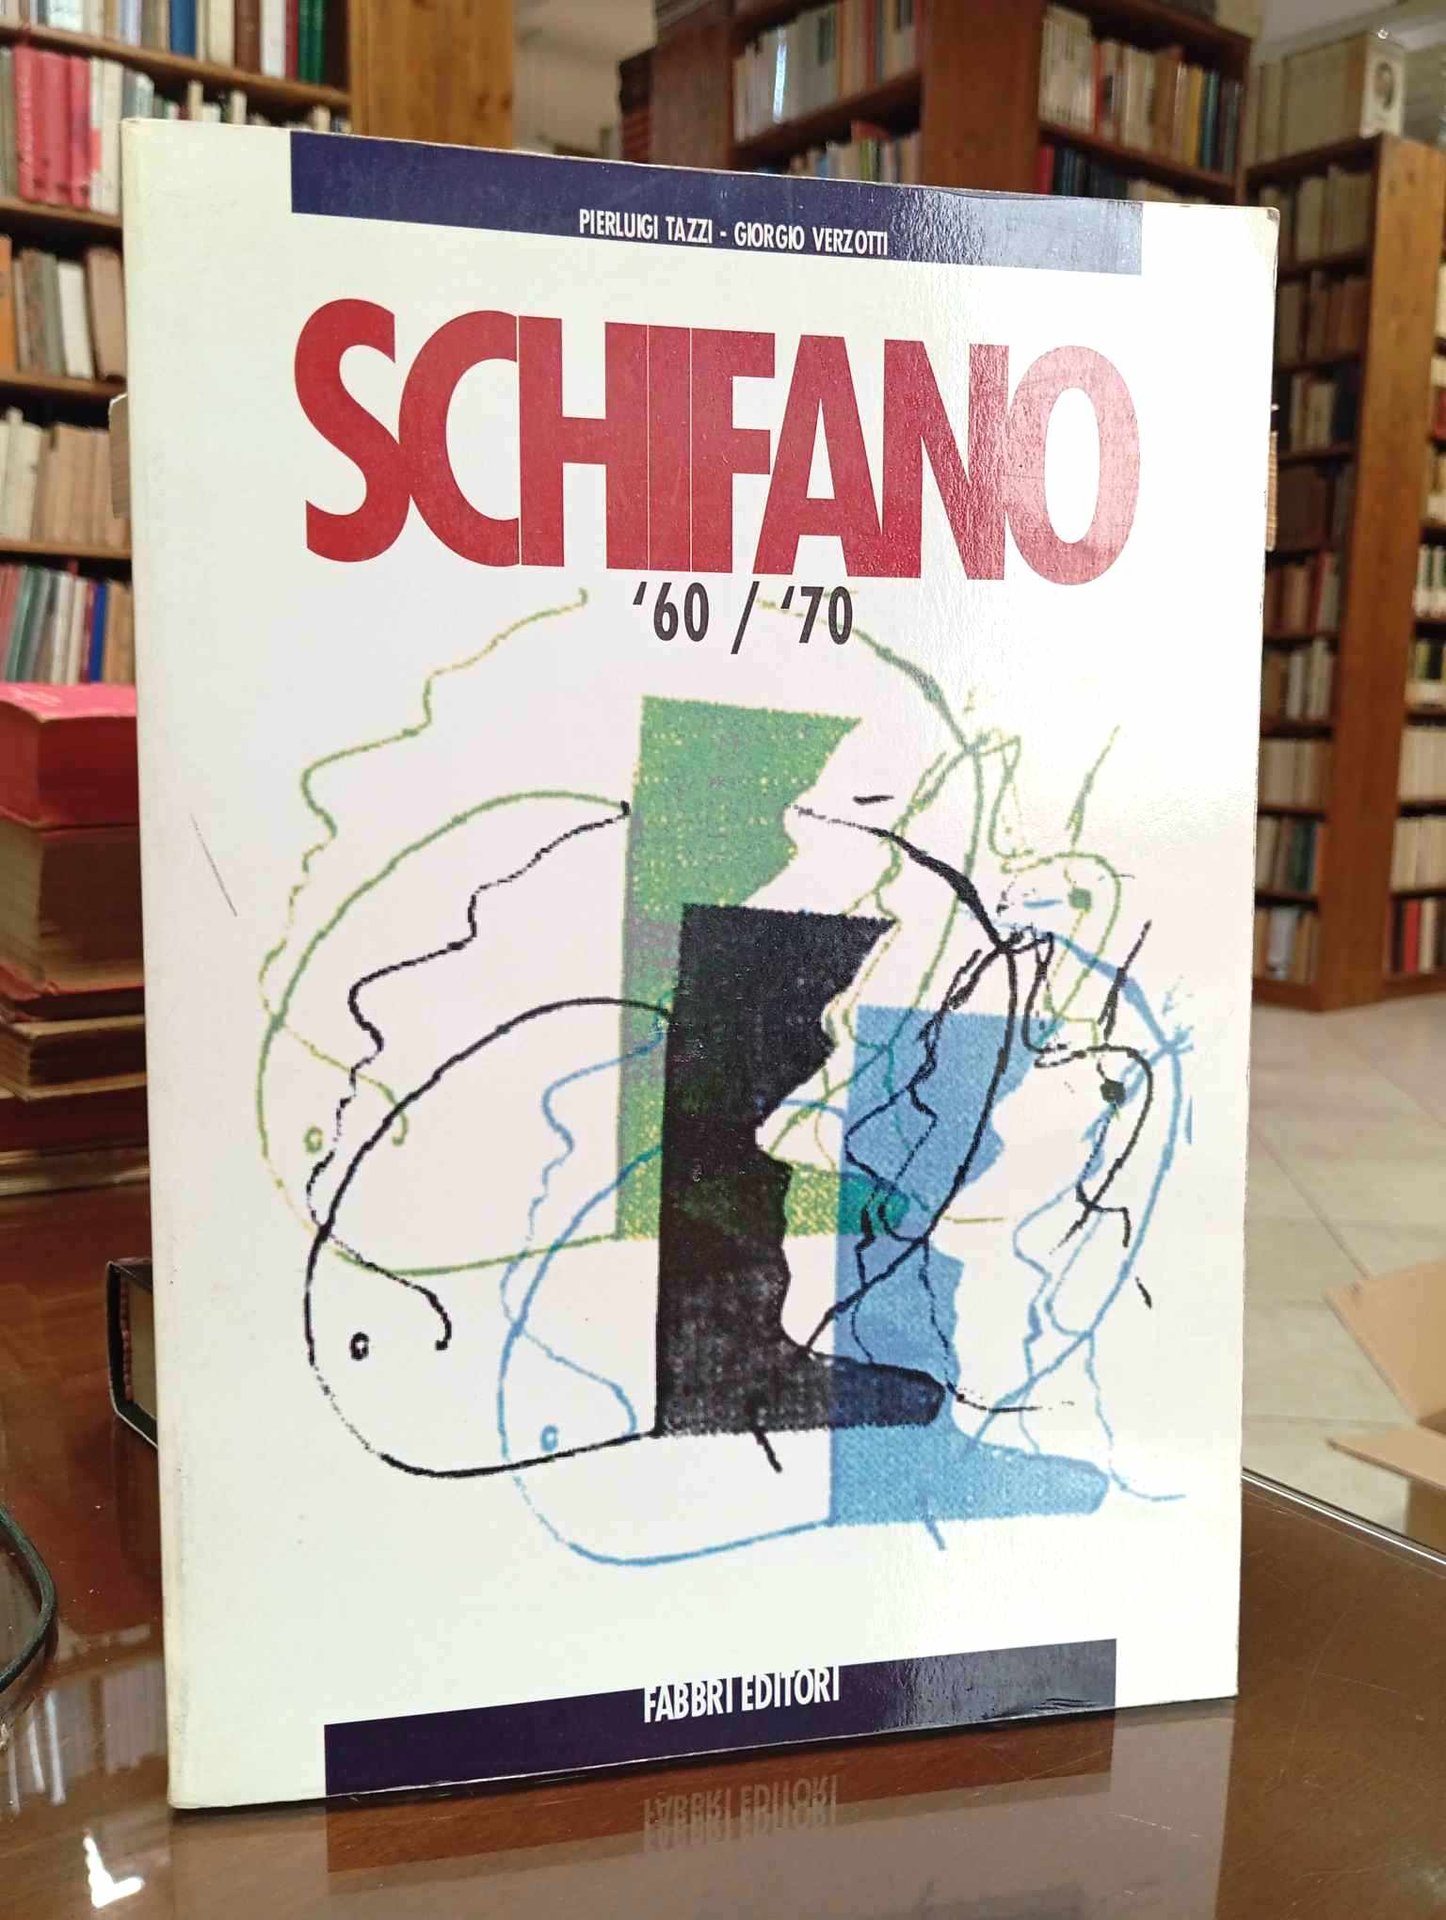 PIERLUIGI TAZZI - GIORGIO VERZOTTI
SCHIFANO
‘60 / ‘70
FABBRI EDITORI